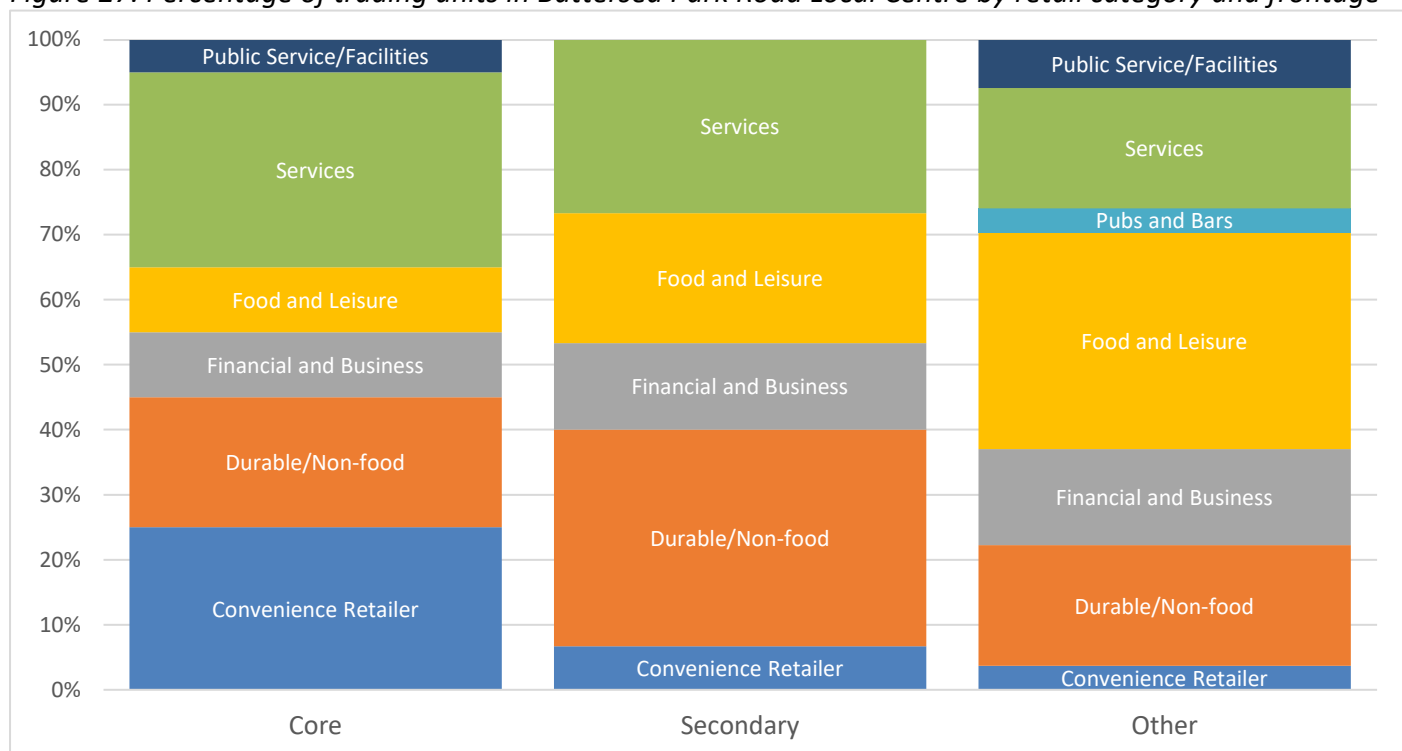 Percentage of trading units in Battersea Park Road Local Centre by retail category and frontage
100%
90%
80%
70%
60%
50%
40%
30%
20%
10%
0%
Public Service/Facilities
Services
Food and Leisure
Financial and Business
Durable/Non-food
Convenience Retailer
Services
Food and Leisure
Financial and Business
Durable/Non-food
Convenience Retailer
Public Service/Facilities
Services
Pubs and Bars
Food and Leisure
Financial and Business
Durable/Non-food
Convenience Retailer
Core
Secondary
Other